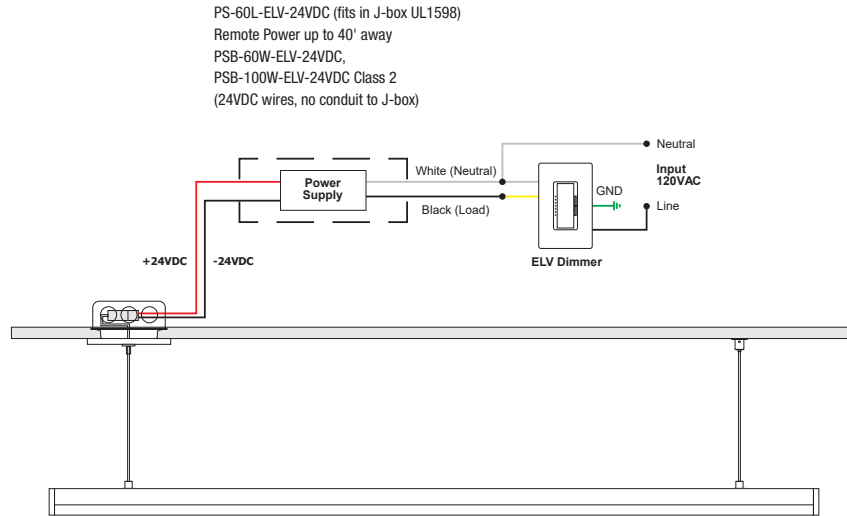 PS-60L-ELV-24VDC (fits in J-box UL1598)
Remote Power up to 40' away
PSB-60W-ELV-24VDC,
PSB-100W-ELV-24VDC Class 2
(24VDC wires, no conduit to J-box)
Neutral
White (Neutral)
Input
120VAC
Power
Supply
GND
Line
Black (Load)
ELV Dimmer
+24VDC
-24VDC